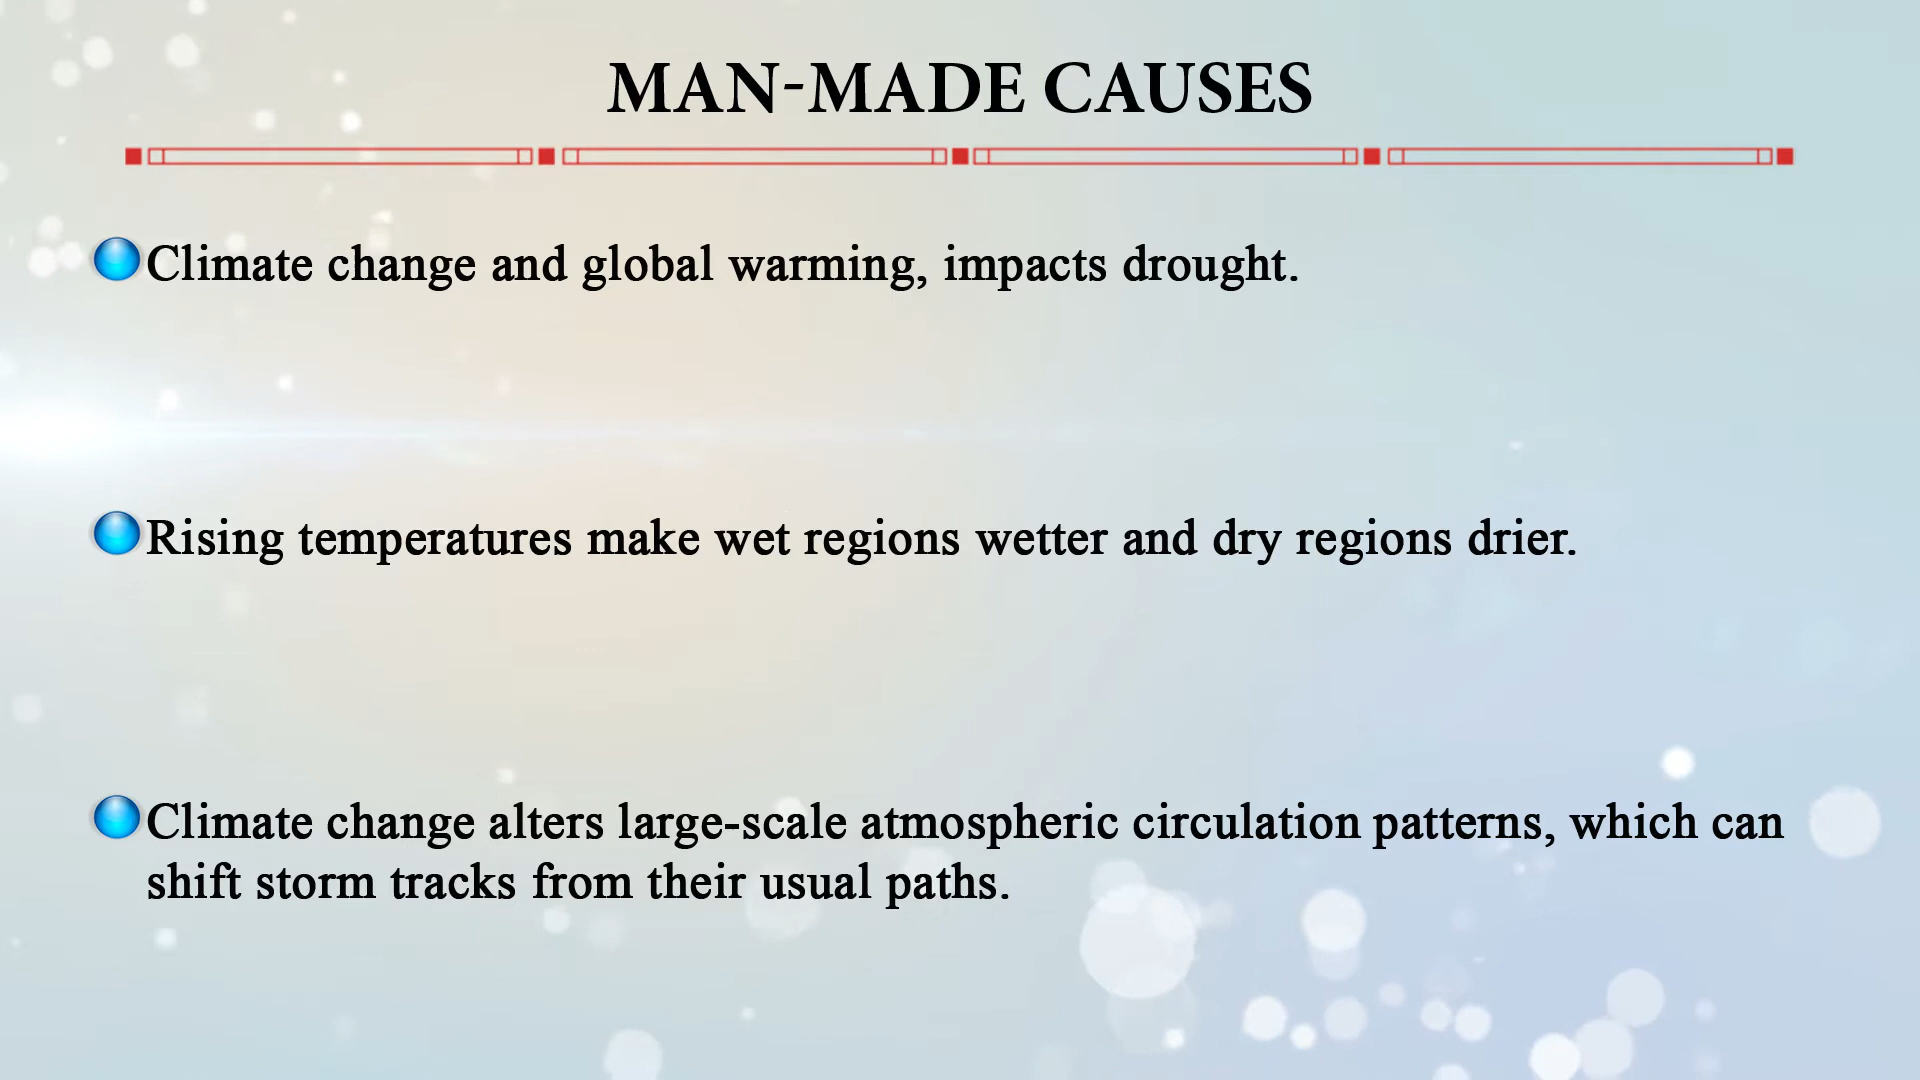 MAN-MADE CAUSES
Climate change and global warming, impacts drought.
Rising temperatures make wet regions wetter and dry regions drier.
Climate change alters large-scale atmospheric circulation patterns, which can
shift storm tracks from their usual paths.